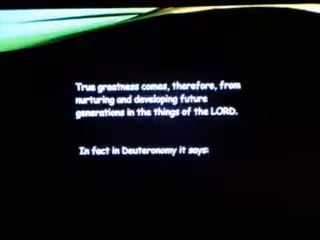 True greatness comes, therefore, from
nurturing and developing future
generations in the things of the LORD.
In fact in Deuteronomy it says: